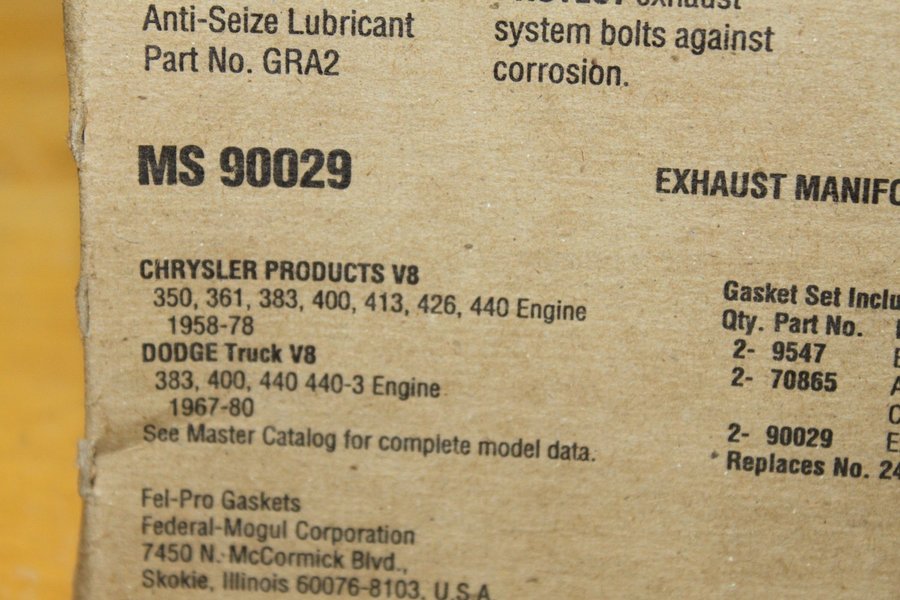 Anti-Seize Lubricant
Part No. GRA2
exhaust
system bolts against
corrosion.
MS 90029
EXHAUST MANIFO
CHRYSLER PRODUCTS V8
350, 361, 383, 400, 413, 426, 440 Engine
1958-78
DODGE Truck V8
383, 400, 440 440-3 Engine
1967-80
See Master Catalog for complete model data.
Gasket Set Inclu
Qty. Part No.
2- 9547
2- 70865
2- 90029
Replaces No. 24
Fel-Pro Gaskets
Federal-Mogul Corporation
7450 N. McCormick Blvd.,
Skokie, Illinois 60076-8103, U.S.A